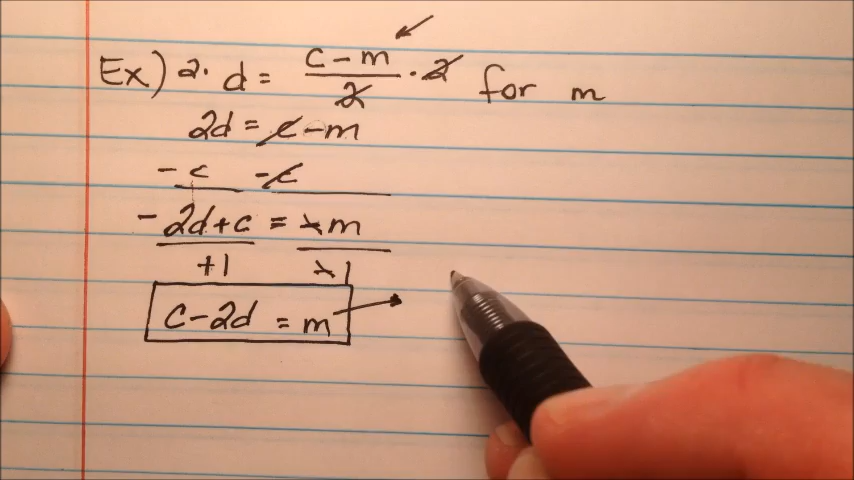 Ex) 2· d = c - m / 2 · 2 for m
2d = c - m
- c - c
- 2d + c = - m
+1 -1
c - 2d = m